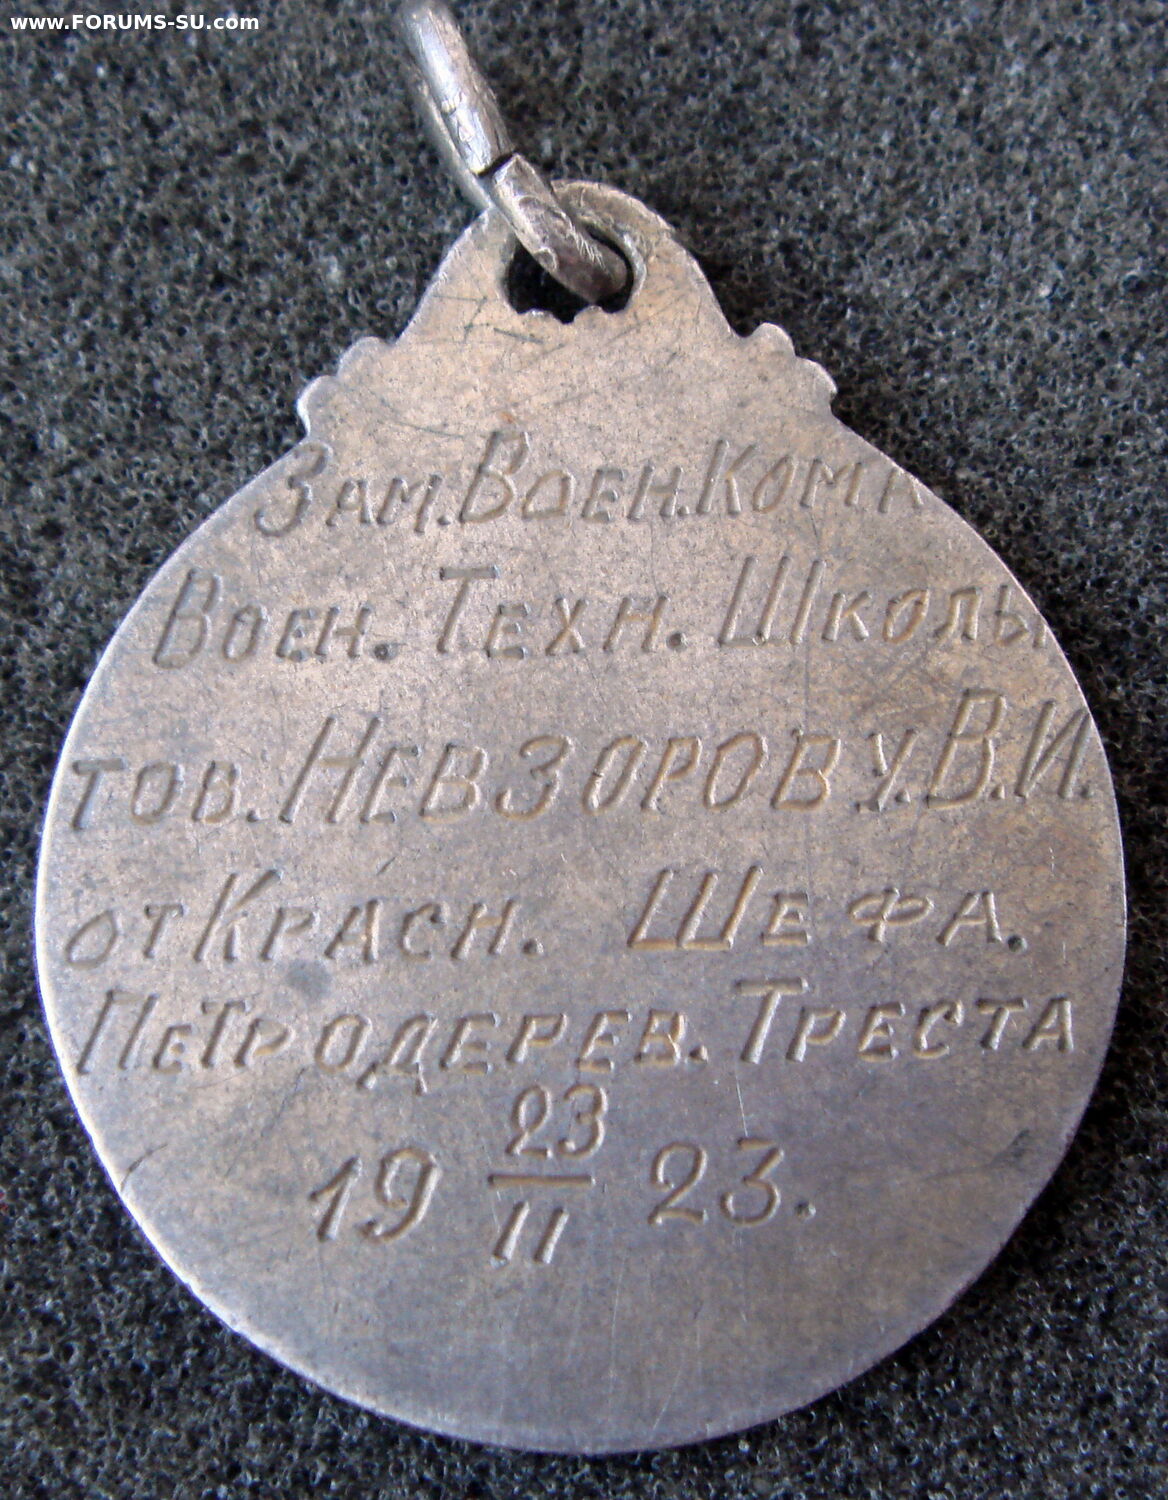 www.FORUMS-SU.com
Зам. Воен. Комк
Воен. Техн. Школы
тов. Невзорову. В. И.
от Красн. Шефа.
Петродерев. Треста
19 23/II 23.